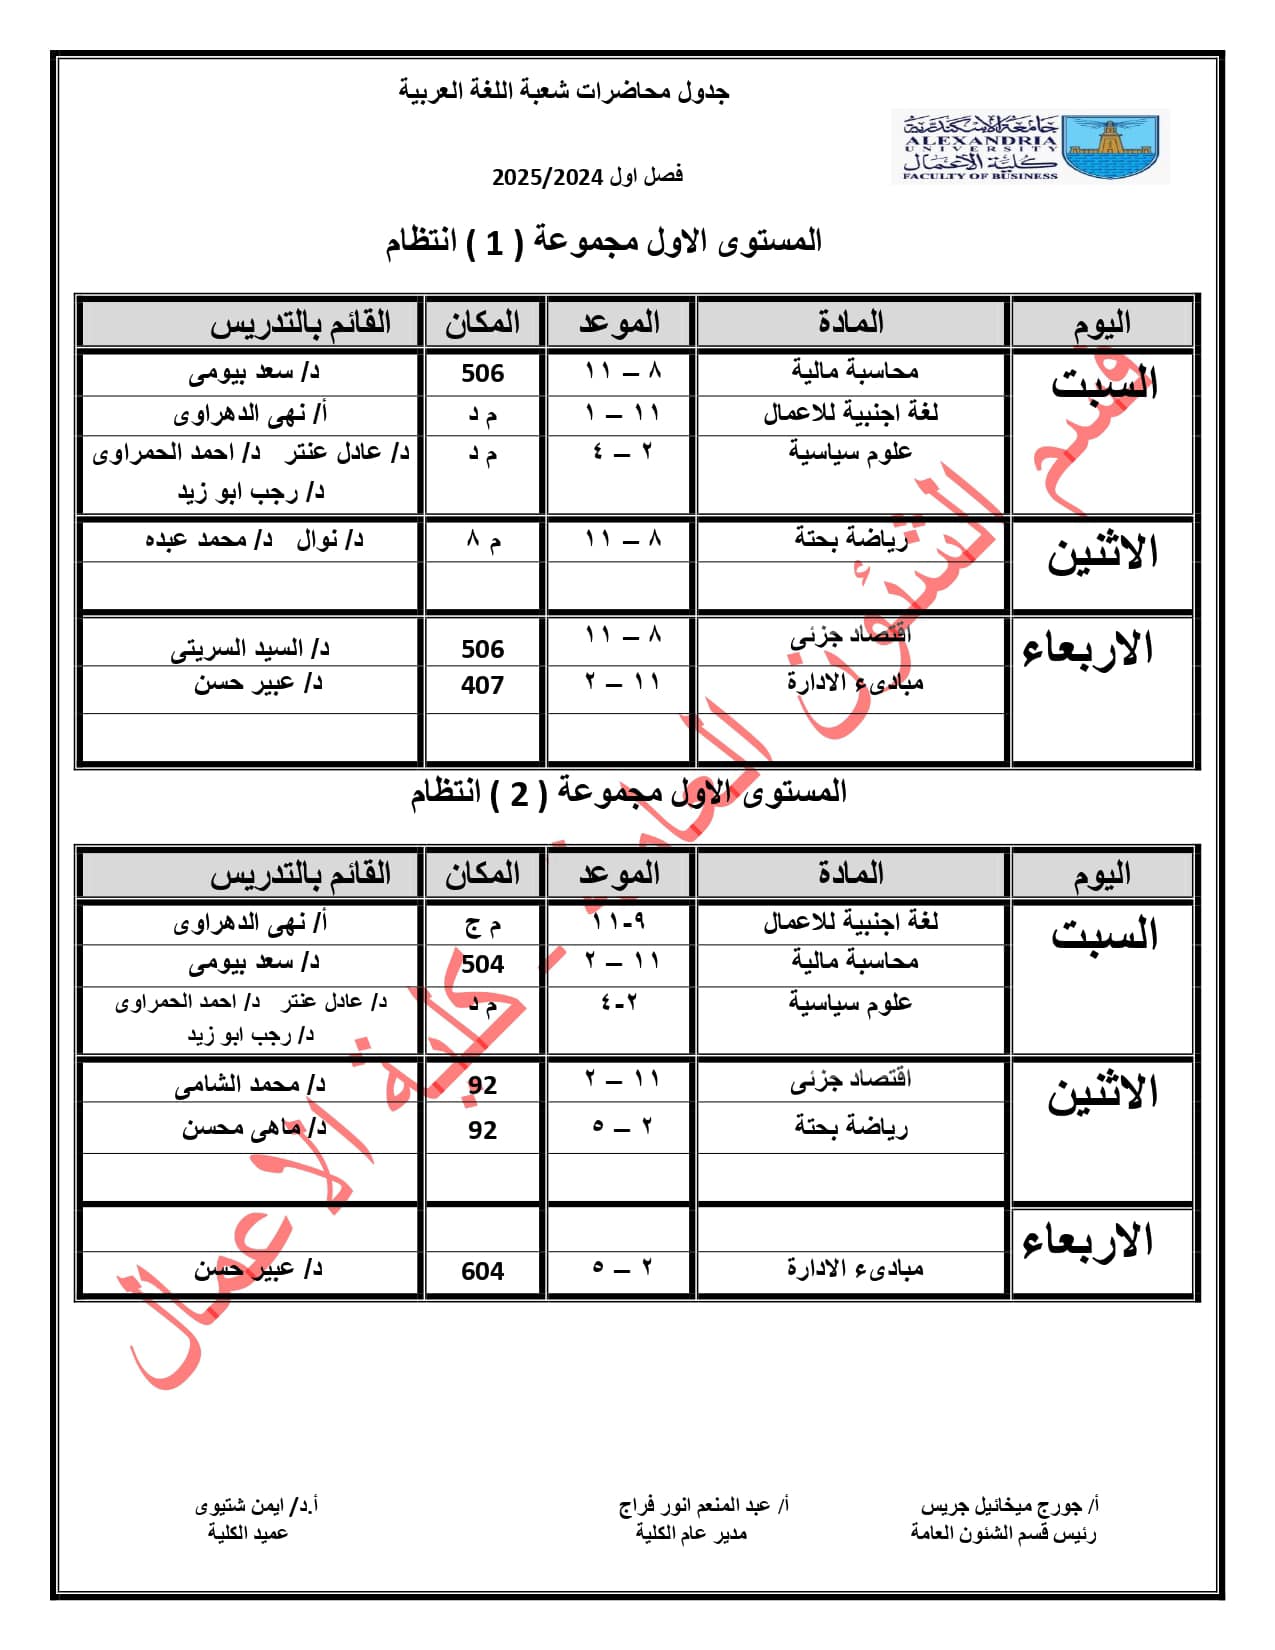 جدول محاضرات شعبة اللغة العربية
جامعة الاسكندرية
ALEXANDRIA
UNIVERSITY
كلية الاعمال
FACULTY OF BUSINESS
فصل اول 2025/2024
المستوى الاول مجموعة ( 1 ) انتظام
اليوم المادة الموعد المكان القائم بالتدريس
السبت محاسبة مالية ٨ – ١١ 506 د/ سعد بيومى
لغة اجنبية للاعمال ١١ – ١ م د أ/ نهى الدهراوى
علوم سياسية ٢ – ٤ م د د/ عادل عنتر د/ احمد الحمراوى
د/ رجب ابو زيد
الاثنين رياضة بحتة ٨ – ١١ م ٨ د/ نوال د/ محمد عبده
الاربعاء اقتصاد جزئى ٨ – ١١ 506 د/ السيد السريتى
مبادىء الادارة ١١ – ٢ 407 د/ عبير حسن
المستوى الاول مجموعة ( 2 ) انتظام
اليوم المادة الموعد المكان القائم بالتدريس
السبت لغة اجنبية للاعمال ٩-١١ م ج أ/ نهى الدهراوى
محاسبة مالية ١١ – ٢ 504 د/ سعد بيومى
علوم سياسية ٢-٤ م د د/ عادل عنتر د/ احمد الحمراوى
د/ رجب ابو زيد
الاثنين اقتصاد جزئى ١١ – ٢ 92 د/ محمد الشامى
رياضة بحتة ٢ – ٥ 92 د/ ماهى محسن
الاربعاء
مبادىء الادارة ٢ – ٥ 604 د/ عبير حسن
قسم الشئون العامة - كلية الاعمال
أ/ جورج ميخائيل جريس أ/ عبد المنعم انور فراج أ.د/ ايمن شتيوى
رئيس قسم الشئون العامة مدير عام الكلية عميد الكلية